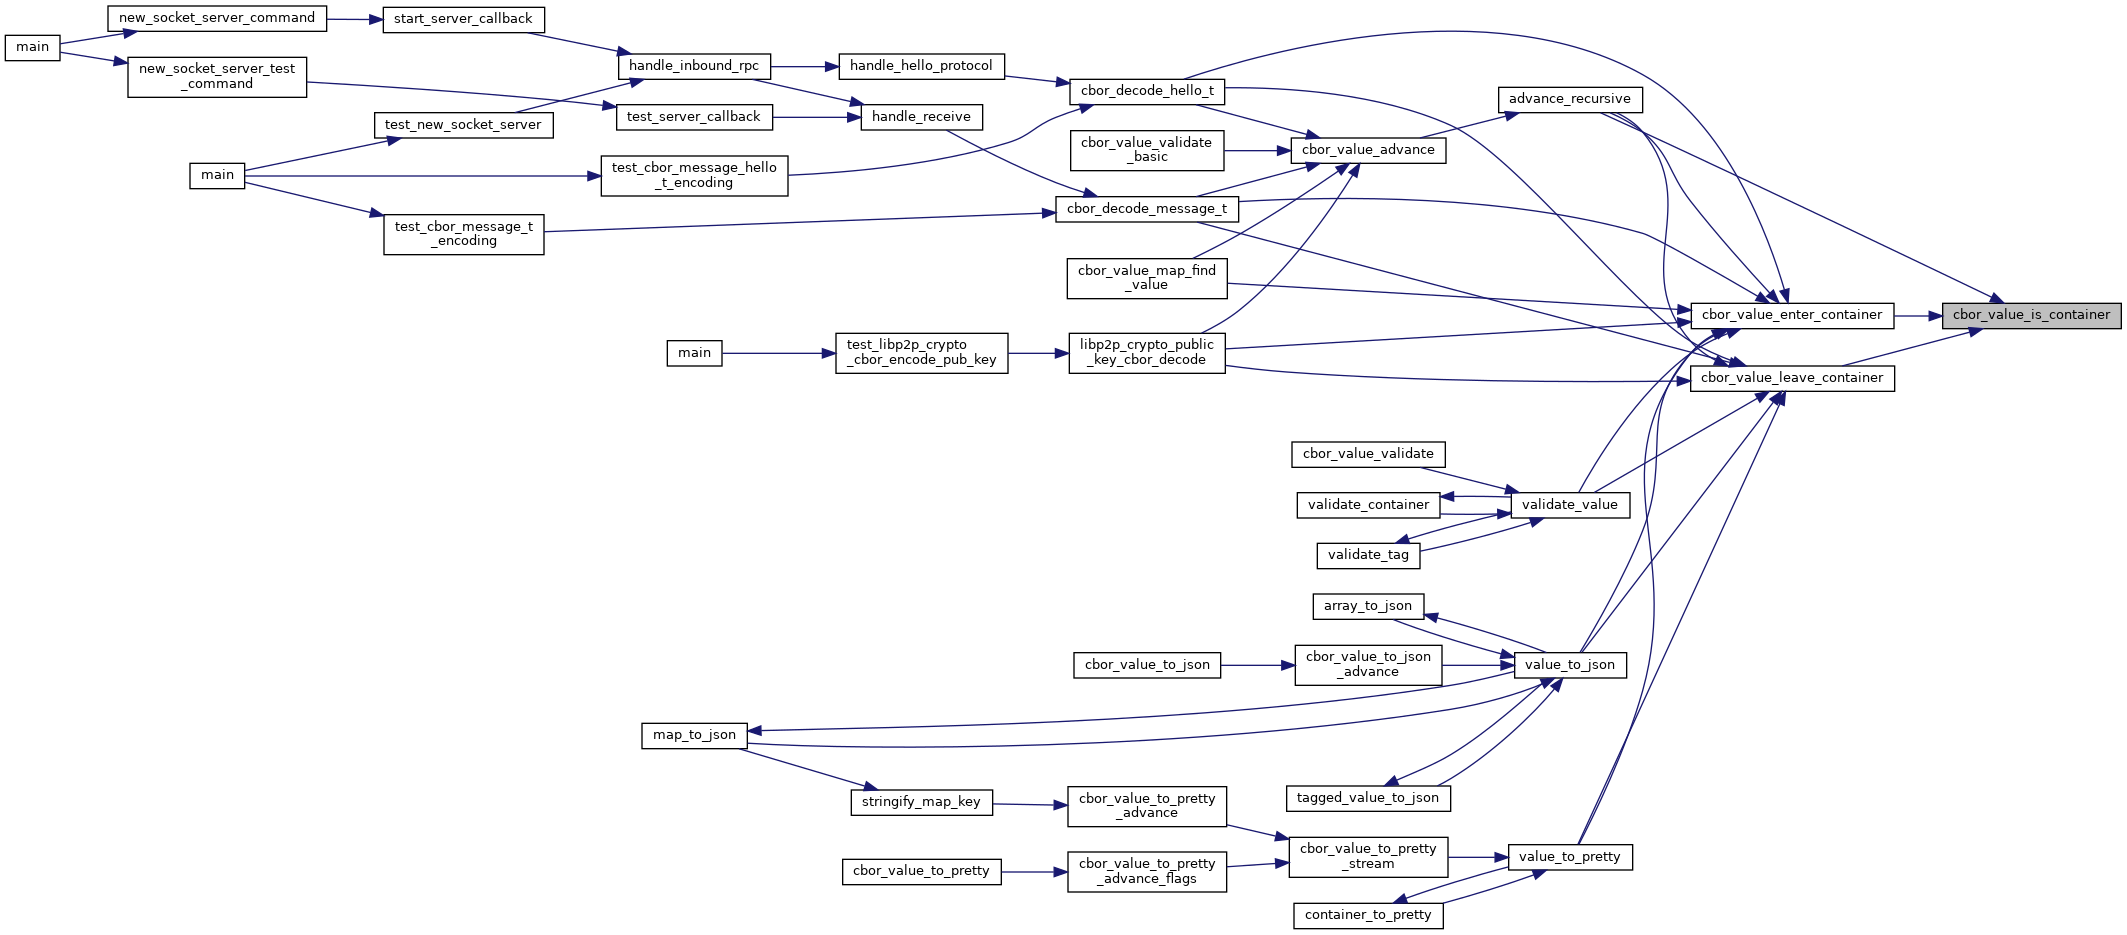 new_socket_server_command
start_server_callback
main
new_socket_server_test
_command
handle_inbound_rpc
handle_hello_protocol
cbor_decode_hello_t
advance_recursive
test_new_socket_server
test_server_callback
handle_receive
cbor_value_validate
_basic
cbor_value_advance
main
test_cbor_message_hello
_t_encoding
cbor_decode_message_t
test_cbor_message_t
_encoding
cbor_value_map_find
_value
cbor_value_enter_container
cbor_value_is_container
main
test_libp2p_crypto
_cbor_encode_pub_key
libp2p_crypto_public
_key_cbor_decode
cbor_value_leave_container
cbor_value_validate
validate_container
validate_value
validate_tag
array_to_json
cbor_value_to_json
cbor_value_to_json
_advance
value_to_json
map_to_json
tagged_value_to_json
stringify_map_key
cbor_value_to_pretty
_advance
cbor_value_to_pretty
_stream
value_to_pretty
cbor_value_to_pretty
cbor_value_to_pretty
_advance_flags
container_to_pretty